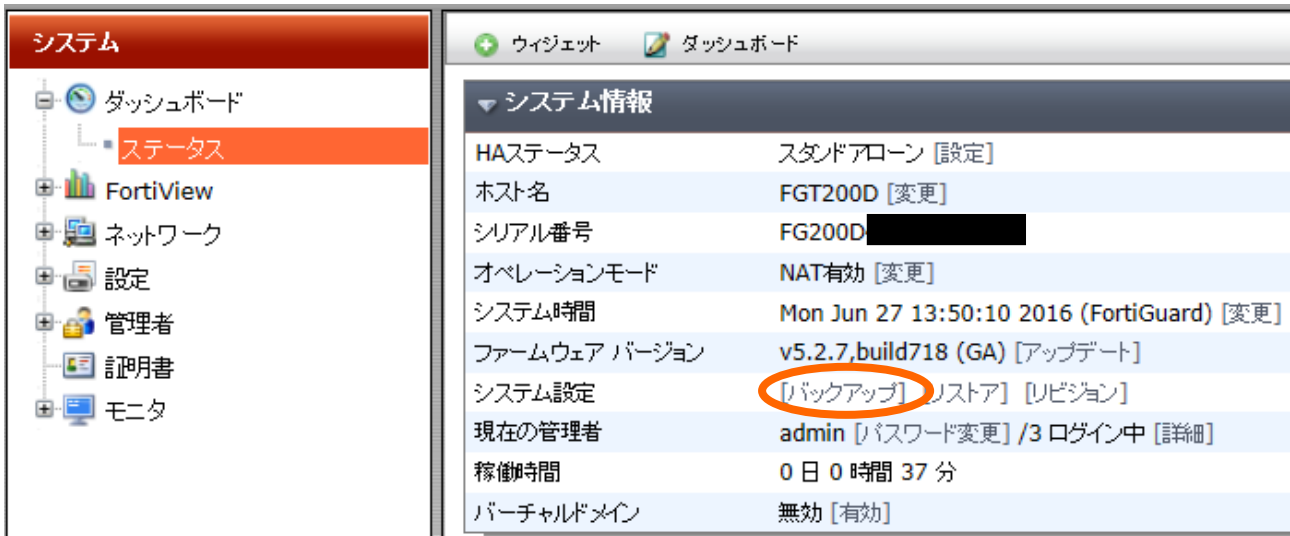 システム
ダッシュボード
ステータス
FortiView
ネットワーク
設定
管理者
証明書
モニタ
ウィジェット ダッシュボード
システム情報
HAステータス スタンドアローン [設定]
ホスト名 FGT200D [変更]
シリアル番号 FG200D
オペレーションモード NAT有効 [変更]
システム時間 Mon Jun 27 13:50:10 2016 (FortiGuard) [変更]
ファームウェア バージョン v5.2.7,build718 (GA) [アップデート]
システム設定 [バックアップ] [リストア] [リビジョン]
現在の管理者 admin [パスワード変更] /3 ログイン中 [詳細]
稼働時間 0 日 0 時間 37 分
バーチャルドメイン 無効 [有効]